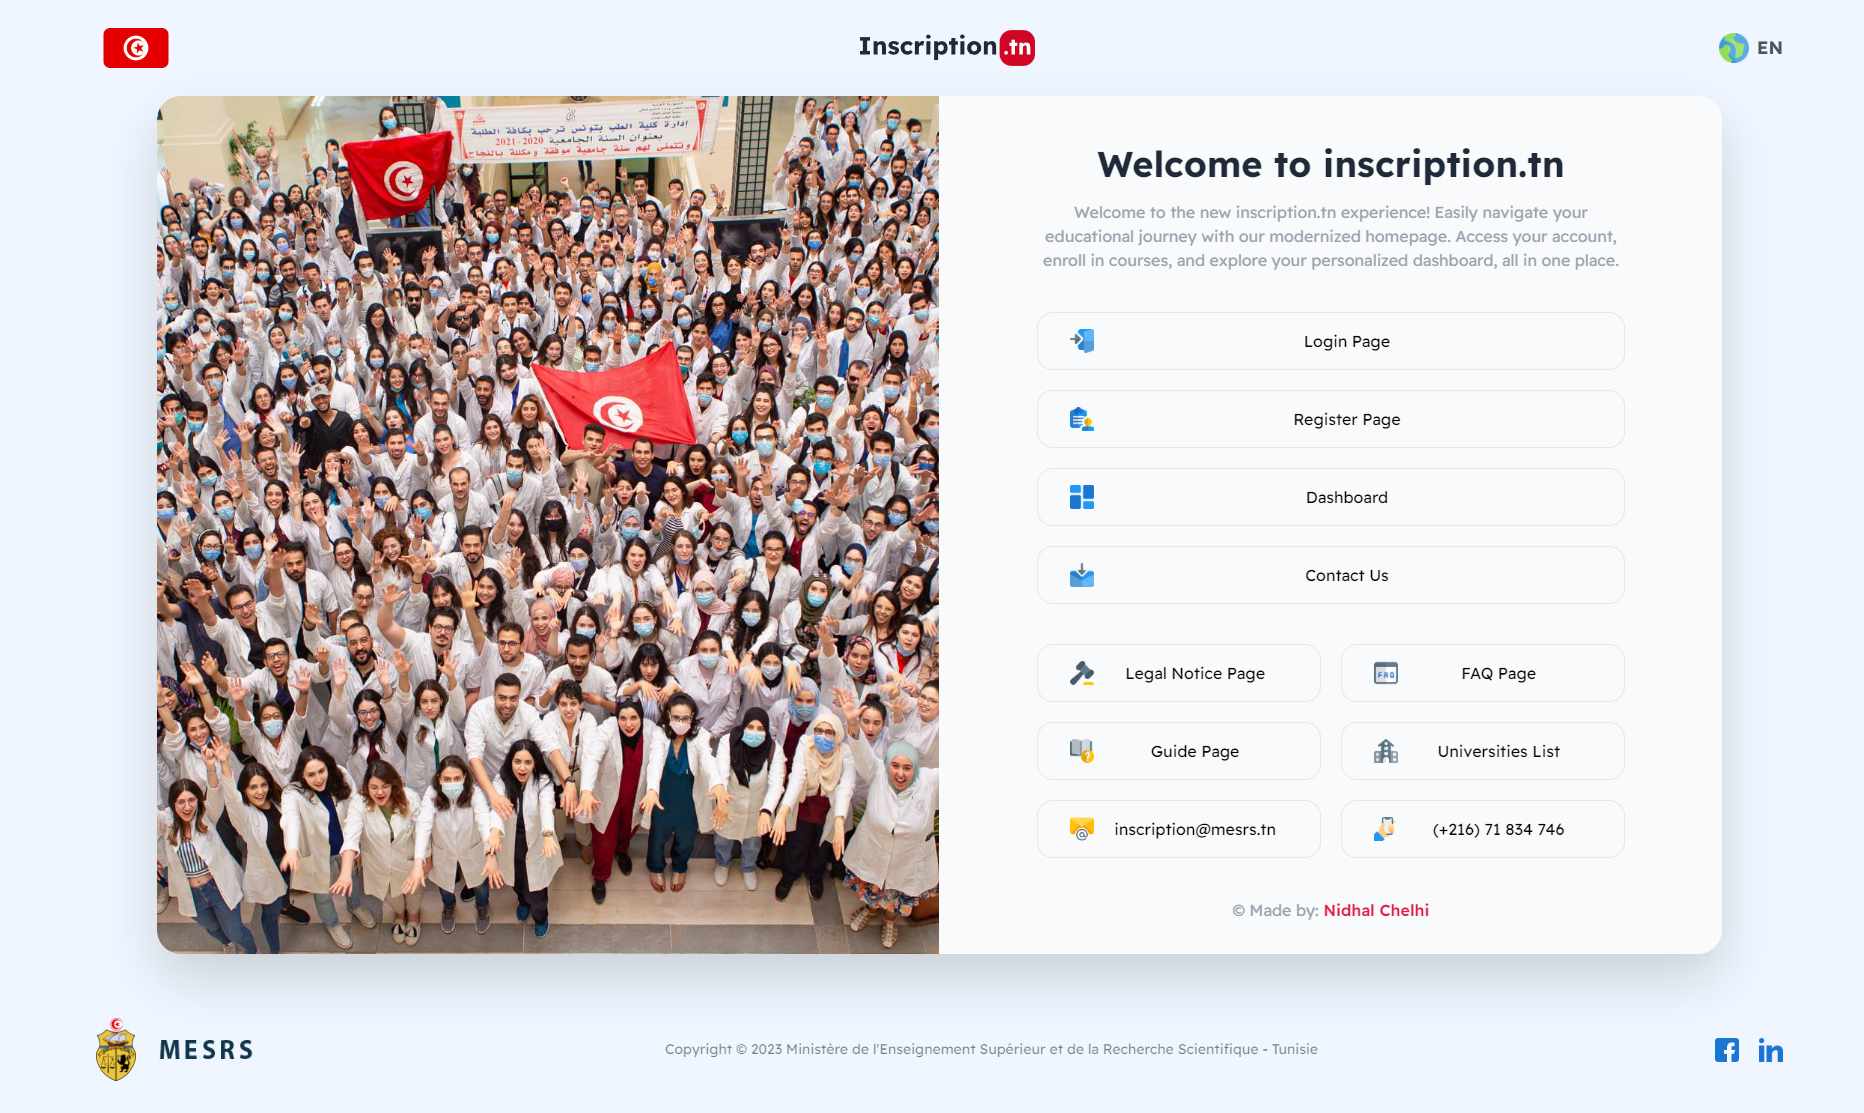 Inscription.tn
EN
ادارة كلية الطب بتونس ترحب بكافة الطلبة
بعنوان السنة الجامعية 2020-2021
وتتمنى لهم سنة جامعية موفقة ومكللة بالنجاح
Welcome to inscription.tn
Welcome to the new inscription.tn experience! Easily navigate your
educational journey with our modernized homepage. Access your account,
enroll in courses, and explore your personalized dashboard, all in one place.
Login Page
Register Page
Dashboard
Contact Us
Legal Notice Page
FAQ
FAQ Page
Guide Page
Universities List
inscription@mesrs.tn
(+216) 71 834 746
© Made by: Nidhal Chelhi
MESRS
Copyright © 2023 Ministère de l'Enseignement Supérieur et de la Recherche Scientifique - Tunisie